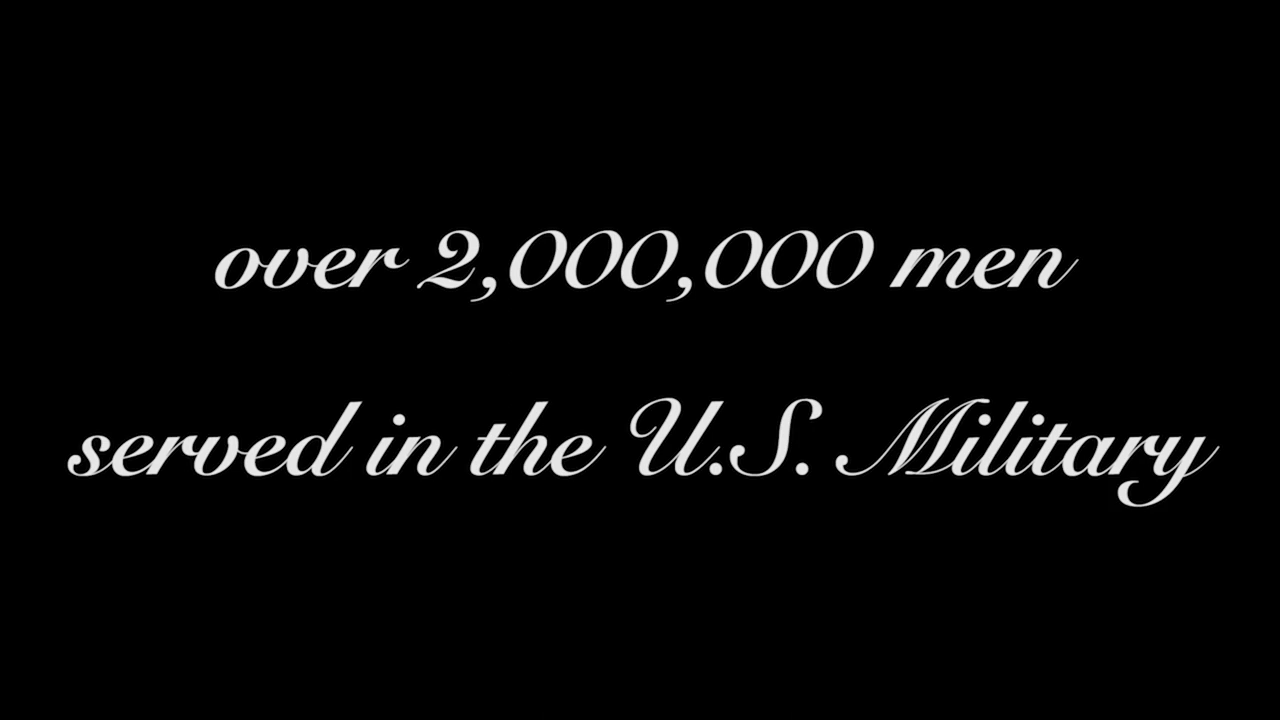 over 2,000,000 men
served in the U.S. Military